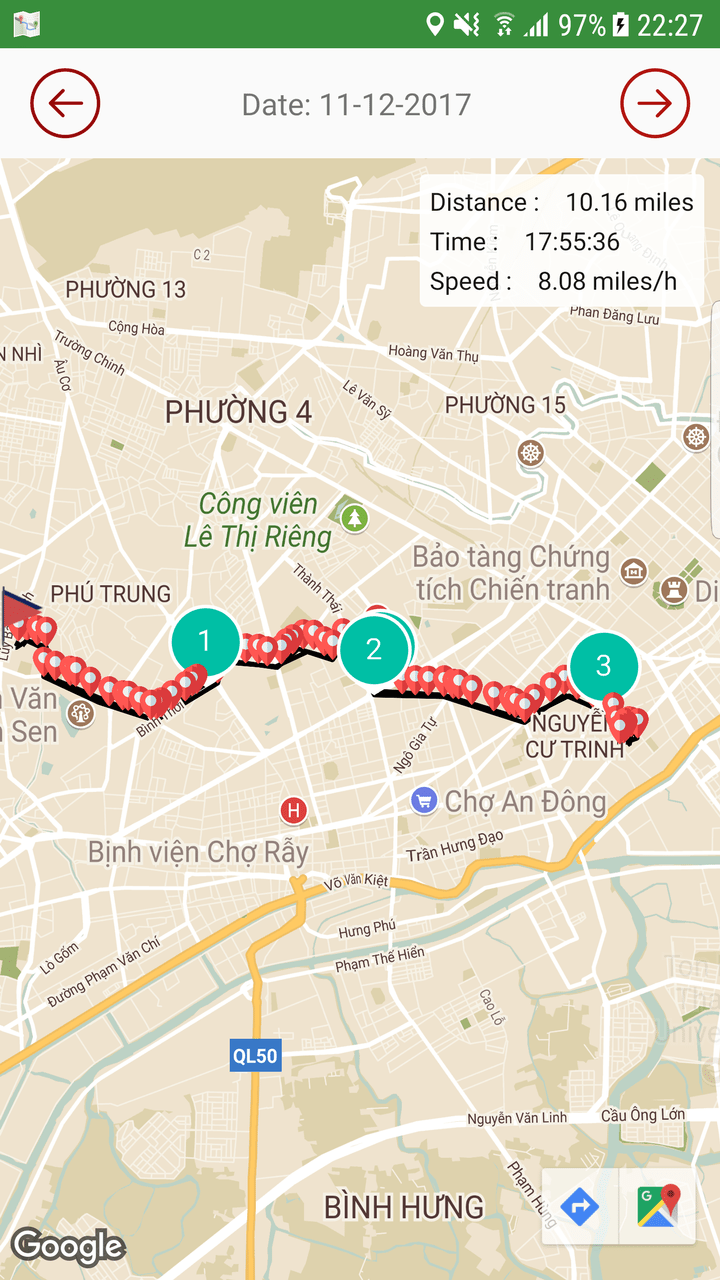 97% 22:27
Date: 11-12-2017
Distance : 10.16 miles
Time : 17:55:36
Speed : 8.08 miles/h
C 2
PHƯỜNG 13
Cộng Hòa
Phan Đăng Lưu
N NHÌ
Trường Chinh
Hoàng Văn Thụ
Âu Cơ
Lê Văn Sỹ
PHƯỜNG 4
PHƯỜNG 15
Công viên
Lê Thị Riêng
Bảo tàng Chứng
tích Chiến tranh
Di
PHÚ TRUNG
Thành Thái
1
2
3
Văn
Sen
Bình Thới
Ngô Gia Tự
NGUYỄN
CƯ TRINH
Chợ An Đông
H
Bịnh viện Chợ Rẫy
Trần Hưng Đạo
Võ Văn Kiệt
Hưng Phú
Phạm Thế Hiển
Lò Gốm
Đường Phạm Văn Chí
Cao Lỗ
QL50
Nguyễn Văn Linh
Cầu Ông Lớn
Phạm Hùng
BÌNH HƯNG
G
Google